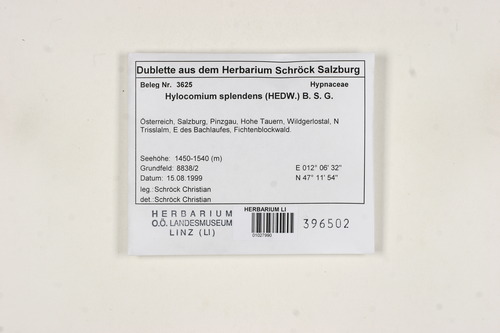 Dublette aus dem Herbarium Schröck Salzburg
Beleg Nr. 3625 Hypnaceae
Hylocomium splendens (HEDW.) B. S. G.
Österreich, Salzburg, Pinzgau, Hohe Tauern, Wildgerlostal, N
Trisslalm, E des Bachlaufes, Fichtenblockwald.
Seehöhe: 1450-1540 (m)
Grundfeld: 8838/2 E 012° 06' 32"
Datum: 15.08.1999 N 47° 11' 54"
leg.:Schröck Christian
det.:Schröck Christian
HERBARIUM
O.Ö. LANDESMUSEUM
LINZ (LI)
HERBARIUM LI
01027990
396502